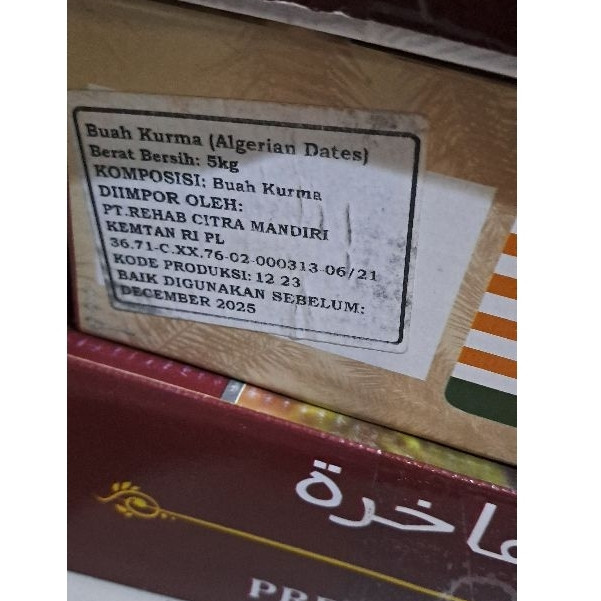 Buah Kurma (Algerian Dates)
Berat Bersih: 5kg
KOMPOSISI: Buah Kurma
DIIMPOR OLEH:
PT.REHAB CITRA MANDIRI
KEMTAN RI PL
36.71-C.XX.76-02-000313-06/21
KODE PRODUKSI: 12 23
BAIK DIGUNAKAN SEBELUM:
DECEMBER 2025